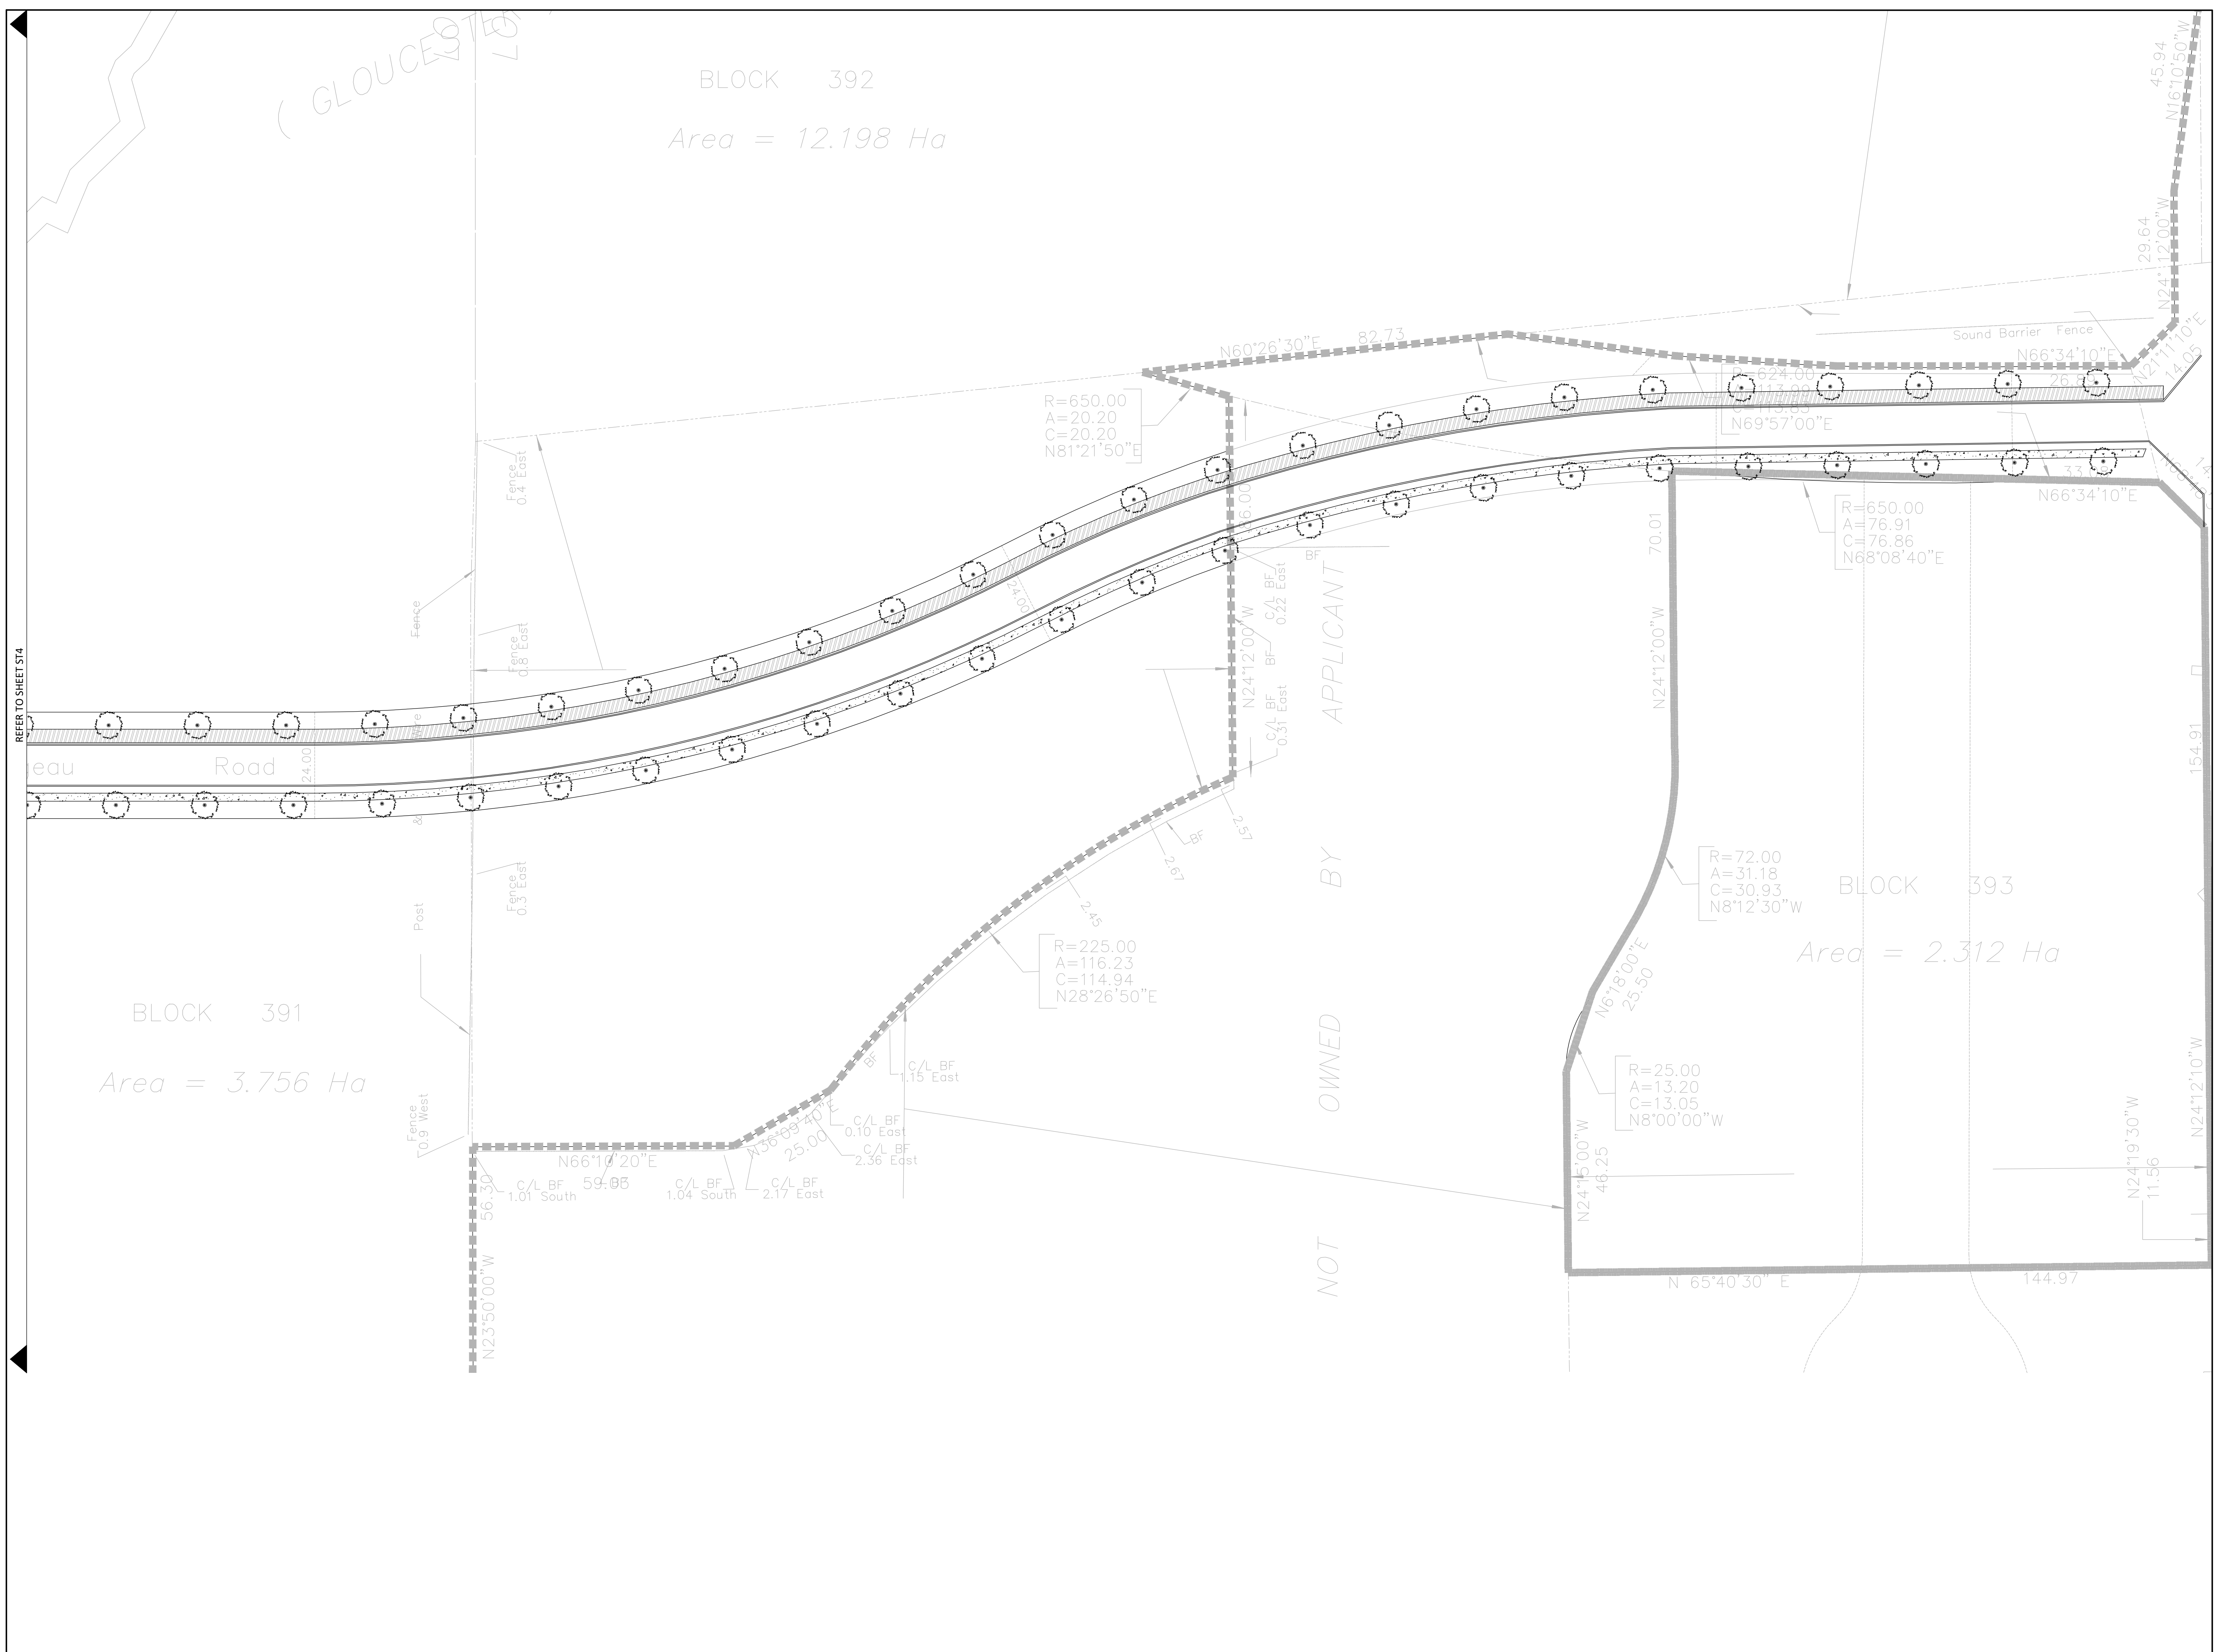 ( GLOUCESTER
LOT
BLOCK 392
Area = 12.198 Ha
45.94
N16°10'50"W
29.64
N24°12'00"W
Sound Barrier Fence
N60°26'30"E 82.73
N66°34'10"E
N21°11'10"E
14.05
R=650.00
A=20.20
C=20.20
N81°21'50"E
R=624.00
N69°57'00"E
Fence
0.4 East
N66°34'10"E
R=650.00
A=76.91
C=76.86
N68°08'40"E
70.01
N24°12'00"W
BF
C/L BF
0.22 East
24.00
Fence
Fence
0.8 East
N24°12'00"W
BF
C/L BF
0.31 East
REFER TO SHEET ST4
Wire
&
Post
eau Road
24.00
154.91
2.57
BF
2.67
2.45
Fence
0.3 East
R=72.00
A=31.18
C=30.93
N8°12'30"W
BLOCK 393
Area = 2.312 Ha
R=225.00
A=116.23
C=114.94
N28°26'50"E
N6°18'00"E
25.50
BLOCK 391
Area = 3.756 Ha
BF
C/L BF
1.15 East
R=25.00
A=13.20
C=13.05
N8°00'00"W
Fence
0.9 West
N36°09'40"E
25.00
C/L BF
0.10 East
C/L BF
2.36 East
N66°10'20"E
C/L BF
1.01 South
C/L BF
1.04 South
C/L BF
2.17 East
56.30
N23°50'00"W
NOT OWNED BY APPLICANT
N24°15'00"W
46.25
N24°19'30"W
11.56
N24°12'10"W
N 65°40'30" E 144.97